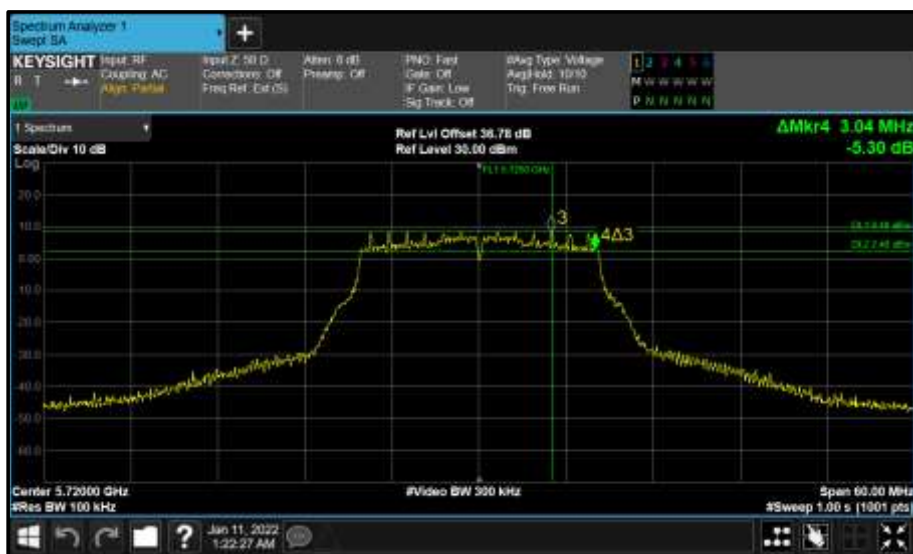 Spectrum Analyzer 1
Swept SA
+
KEYSIGHT
R T
Input: RF
Coupling: AC
Align: Partial
Input Z: 50 Ω
Corrections: Off
Freq Ref: Ext (S)
Atten: 6 dB
Preamp: Off
PNO: Fast
Gate: Off
IF Gain: Low
Sig Track: Off
#Avg Type: Voltage
Avg|Hold: 10/10
Trig: Free Run
1 2 3 4 5 6
M W W W W W
P N N N N N
1 Spectrum
Scale/Div 10 dB
Ref Lvl Offset 36.78 dB
Ref Level 30.00 dBm
ΔMkr4 3.04 MHz
-5.30 dB
Log
20.0
10.0
0.00
-10.0
-20.0
-30.0
-40.0
-50.0
-60.0
3
4Δ3
Center 5.72000 GHz
#Res BW 100 kHz
#Video BW 300 kHz
Span 60.00 MHz
#Sweep 1.00 s (1001 pts)
?
Jan 11, 2022
1:22:27 AM